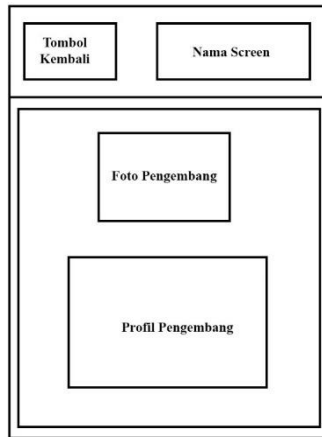 Tombol
Kembali
Nama Screen
Foto Pengembang
Profil Pengembang